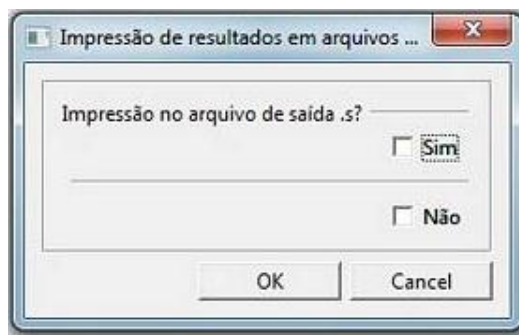 Impressão de resultados em arquivos ...
Impressão no arquivo de saída .s?
Sim
Não
OK Cancel